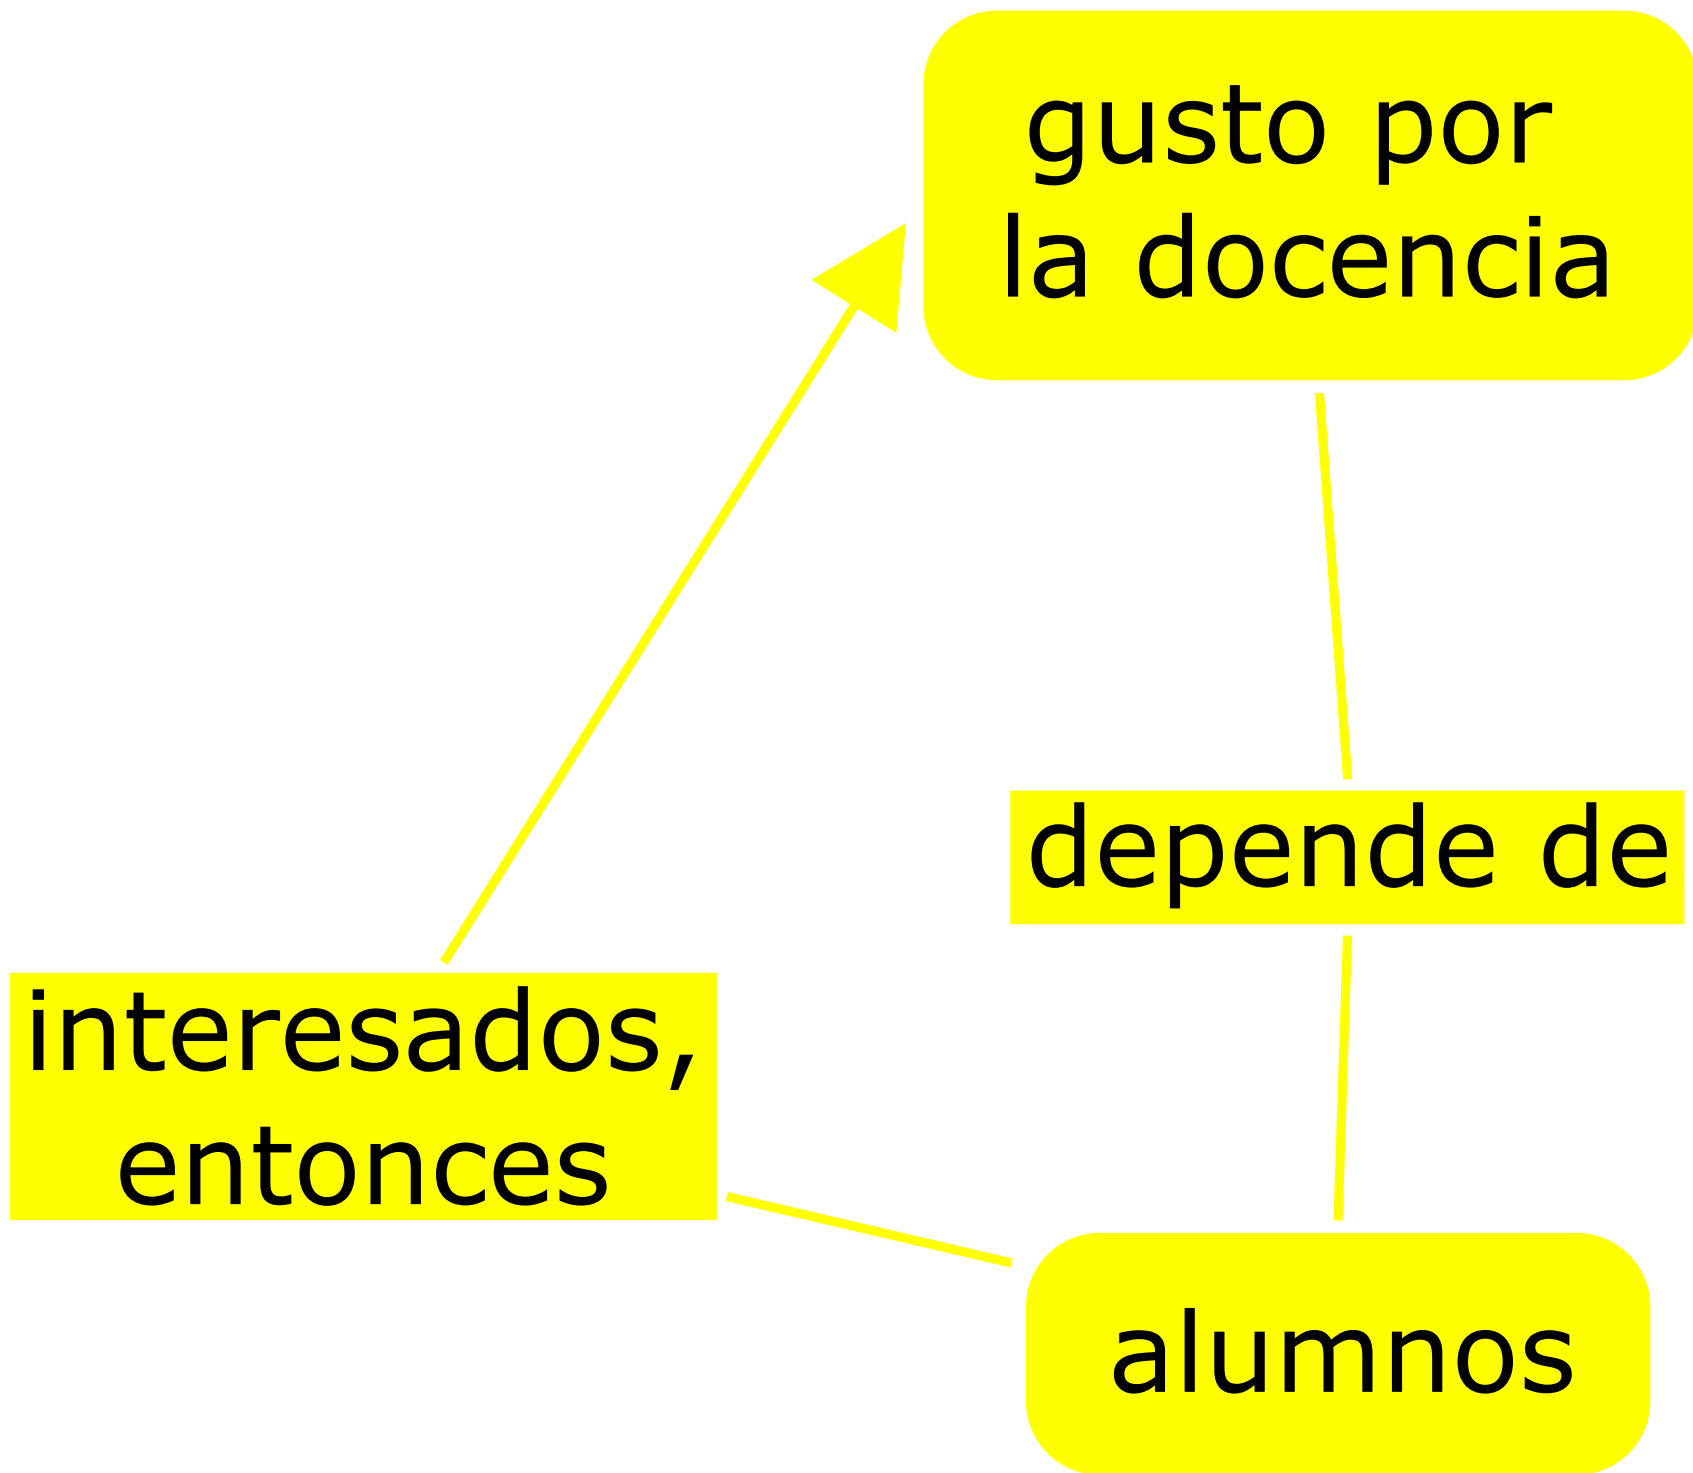 gusto por
la docencia
depende de
interesados,
entonces
alumnos